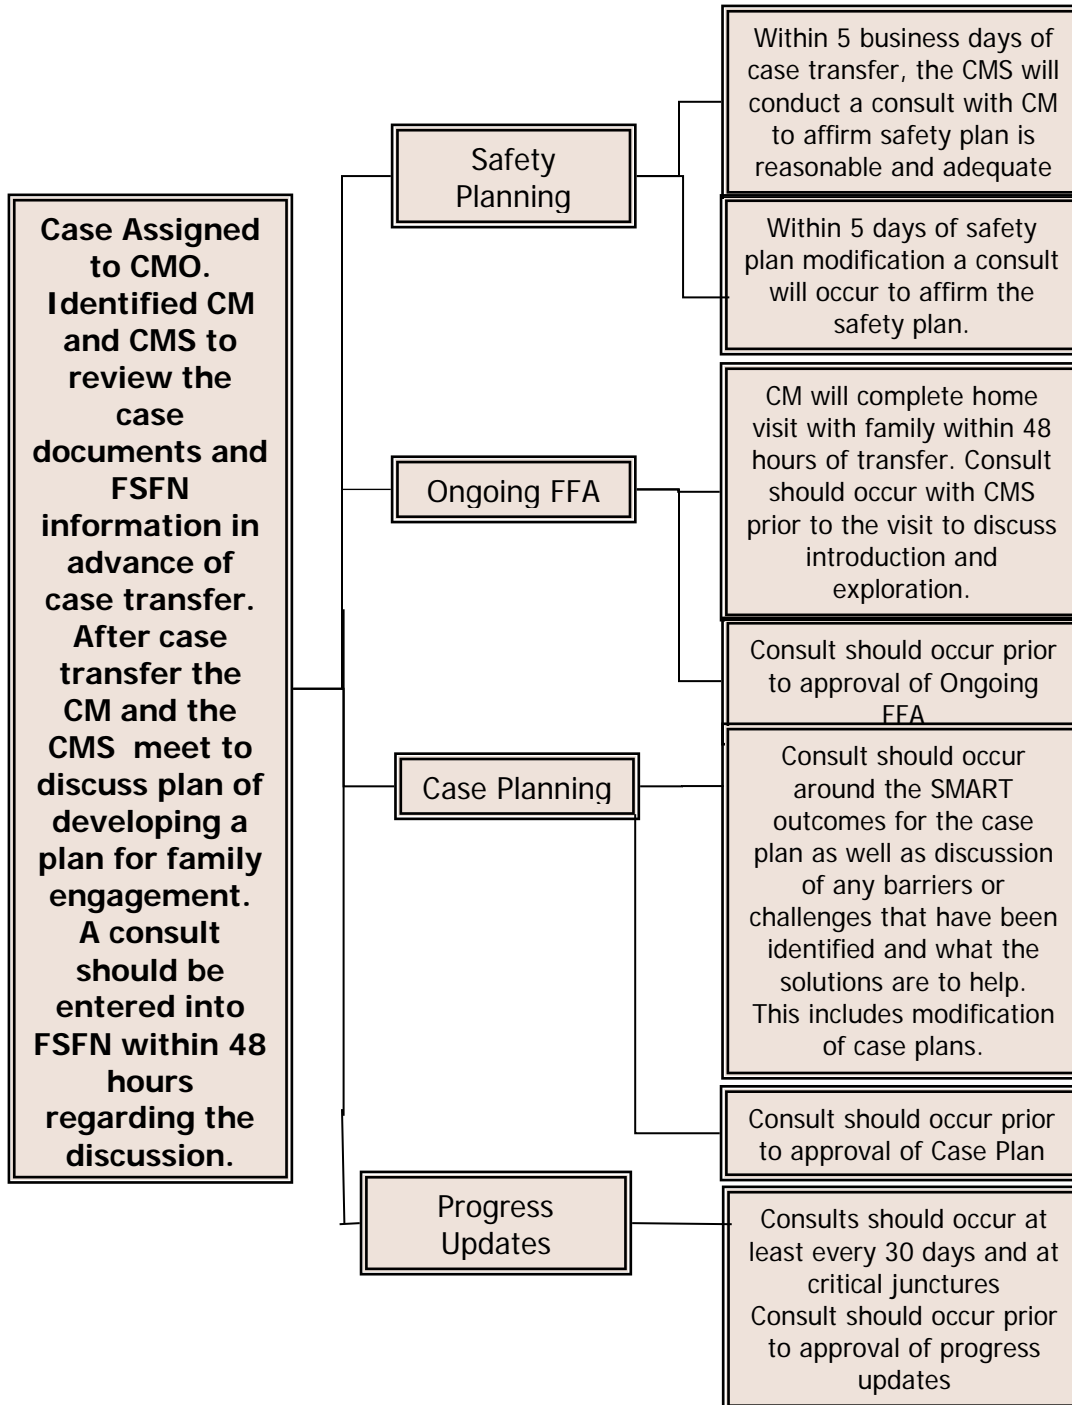 Case Assigned
to CMO.
Identified CM
and CMS to
review the
case
documents and
FSFN
information in
advance of
case transfer.
After case
transfer the
CM and the
CMS meet to
discuss plan of
developing a
plan for family
engagement.
A consult
should be
entered into
FSFN within 48
hours
regarding the
discussion.
Safety
Planning
Within 5 business days of
case transfer, the CMS will
conduct a consult with CM
to affirm safety plan is
reasonable and adequate
Within 5 days of safety
plan modification a consult
will occur to affirm the
safety plan.
Ongoing FFA
CM will complete home
visit with family within 48
hours of transfer. Consult
should occur with CMS
prior to the visit to discuss
introduction and
exploration.
Consult should occur prior
to approval of Ongoing
FFA
Case Planning
Consult should occur
around the SMART
outcomes for the case
plan as well as discussion
of any barriers or
challenges that have been
identified and what the
solutions are to help.
This includes modification
of case plans.
Consult should occur prior
to approval of Case Plan
Progress
Updates
Consults should occur at
least every 30 days and at
critical junctures
Consult should occur prior
to approval of progress
updates